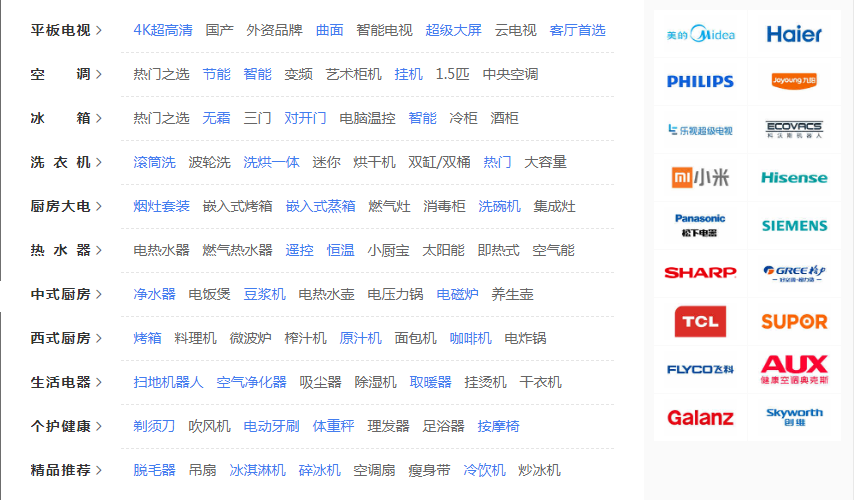 平板电视 > 4K超高清 国产 外资品牌 曲面 智能电视 超级大屏 云电视 客厅首选
空 调 > 热门之选 节能 智能 变频 艺术柜机 挂机 1.5匹 中央空调
冰 箱 > 热门之选 无霜 三门 对开门 电脑温控 智能 冷柜 酒柜
洗 衣 机 > 滚筒洗 波轮洗 洗烘一体 迷你 烘干机 双缸/双桶 热门 大容量
厨房大电 > 烟灶套装 嵌入式烤箱 嵌入式蒸箱 燃气灶 消毒柜 洗碗机 集成灶
热 水 器 > 电热水器 燃气热水器 遥控 恒温 小厨宝 太阳能 即热式 空气能
中式厨房 > 净水器 电饭煲 豆浆机 电热水壶 电压力锅 电磁炉 养生壶
西式厨房 > 烤箱 料理机 微波炉 榨汁机 原汁机 面包机 咖啡机 电炸锅
生活电器 > 扫地机器人 空气净化器 吸尘器 除湿机 取暖器 挂烫机 干衣机
个护健康 > 剃须刀 吹风机 电动牙刷 体重秤 理发器 足浴器 按摩椅
精品推荐 > 脱毛器 吊扇 冰淇淋机 碎冰机 空调扇 瘦身带 冷饮机 炒冰机
美的 Midea Haier
PHILIPS Joyoung九阳
乐视超级电视 ECOVACS
科沃斯机器人
mi小米 Hisense
Panasonic
松下电器 SIEMENS
SHARP GREE格力
TCL SUPOR
FLYCO飞科 AUX
健康空调奥克斯
Galanz Skyworth
创维